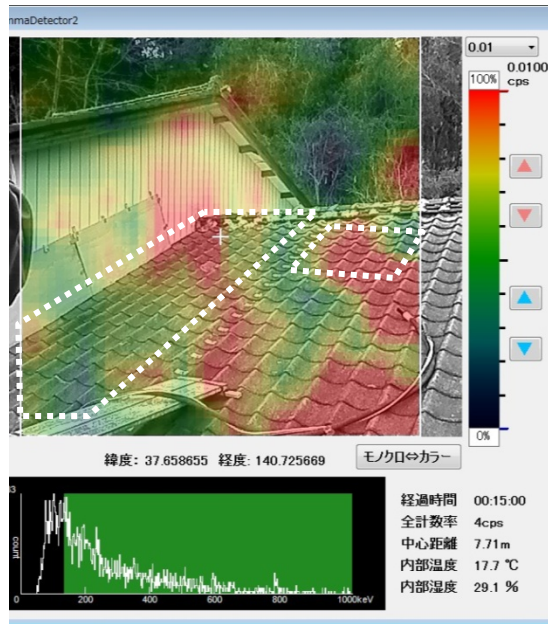 nmaDetector2
0.01
0.0100
cps
100%
0%
緯度: 37.658655 経度: 140.725669
モノクロ⇔カラー
count
0 200 400 600 800 1000keV
経過時間 00:15:00
全計数率 4cps
中心距離 7.71m
内部温度 17.7 ℃
内部湿度 29.1 %